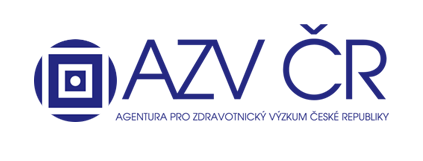 AZV ČR
AGENTURA PRO ZDRAVOTNICKÝ VÝZKUM ČESKÉ REPUBLIKY